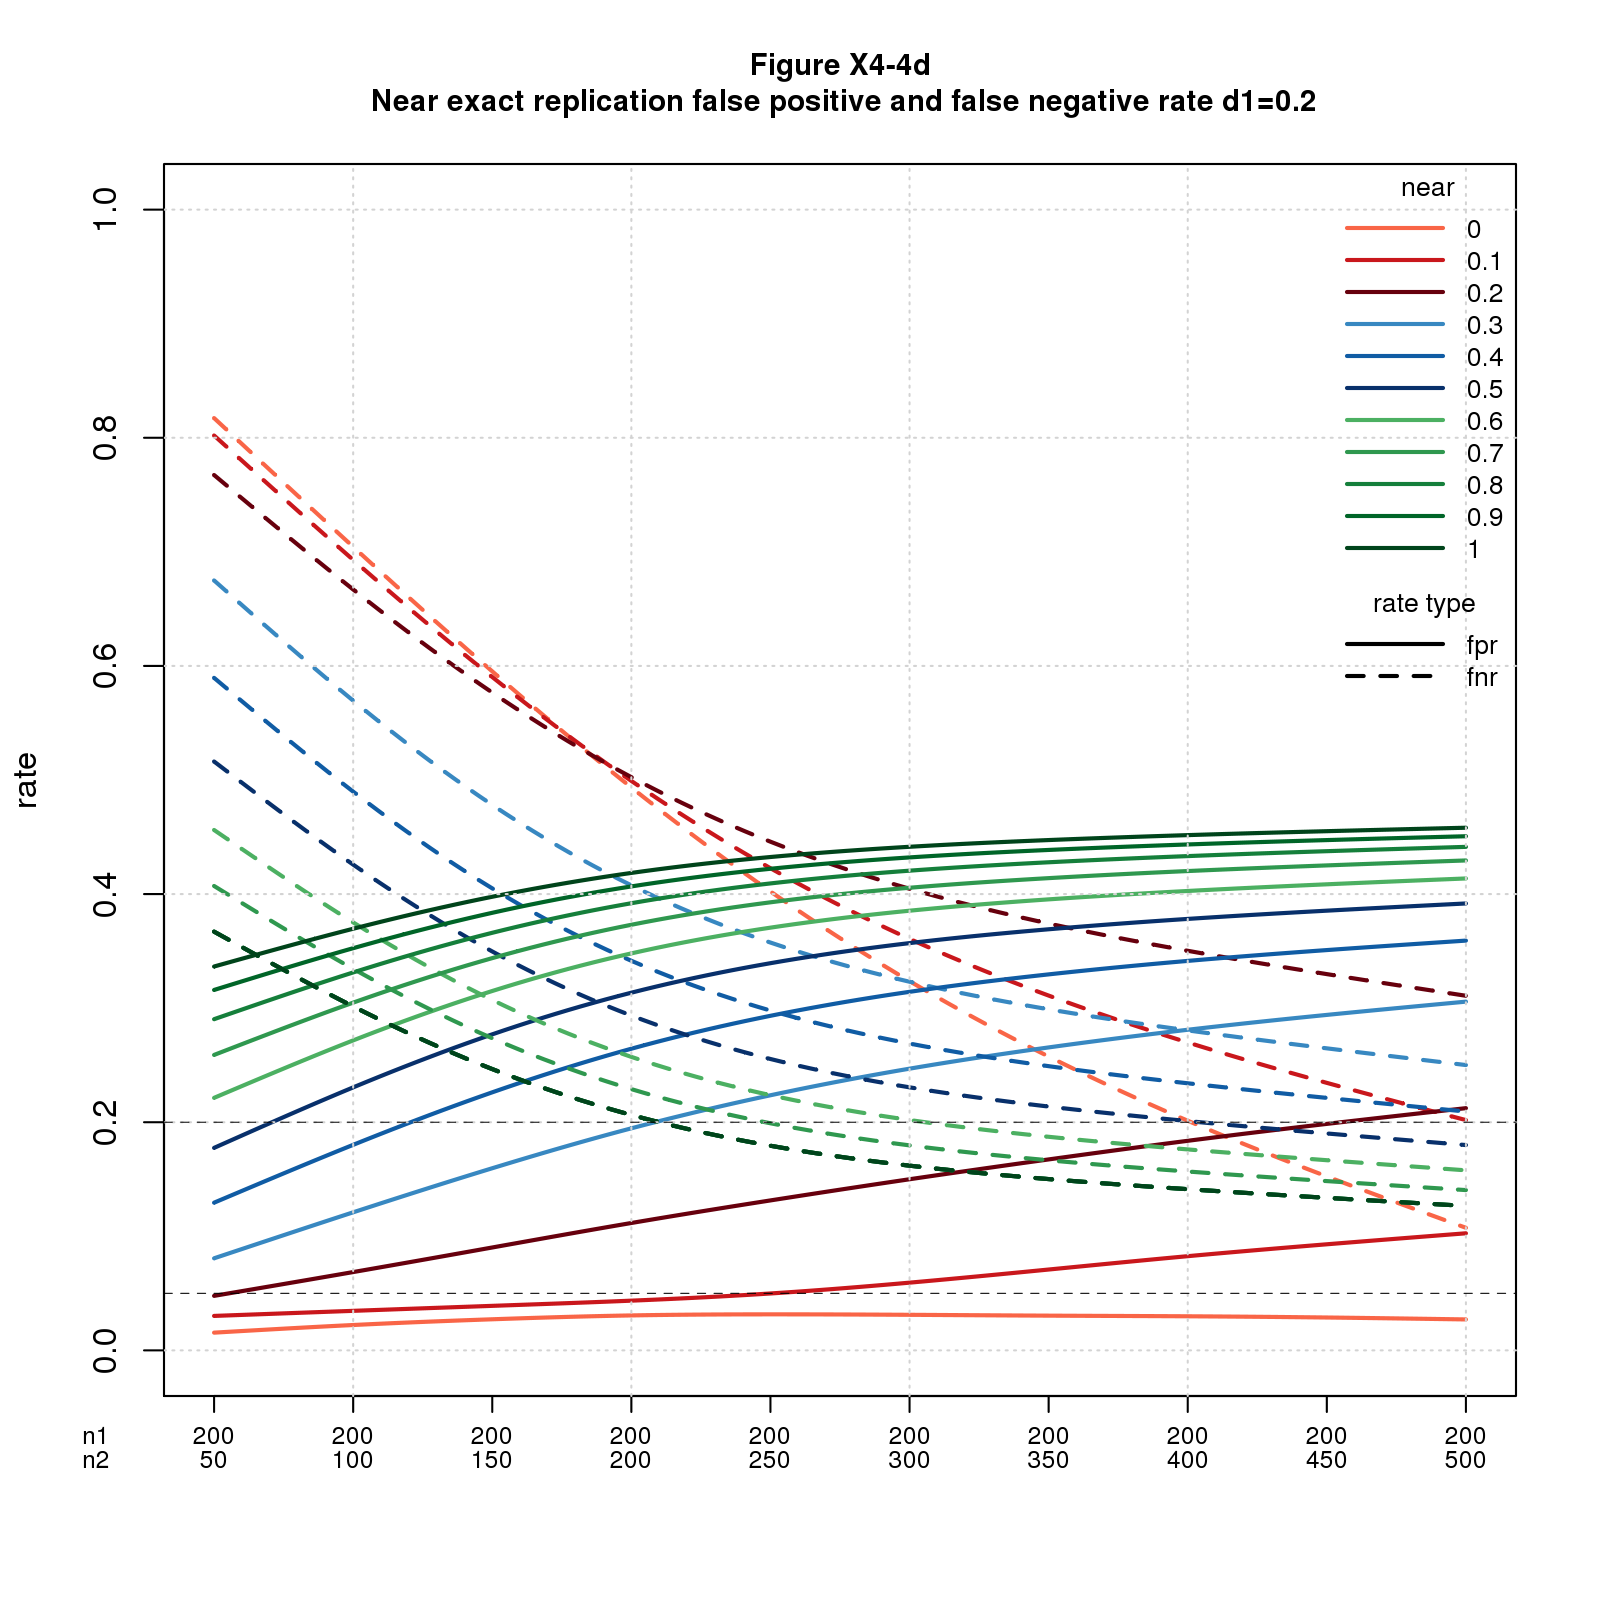 Figure X4-4d
Near exact replication false positive and false negative rate d1=0.2
near
0
0.1
0.2
0.3
0.4
0.5
0.6
0.7
0.8
0.9
1
rate type
fpr
fnr
rate
1.0
0.8
0.6
0.4
0.2
0.0
n1 200 200 200 200 200 200 200 200 200 200
n2 50 100 150 200 250 300 350 400 450 500